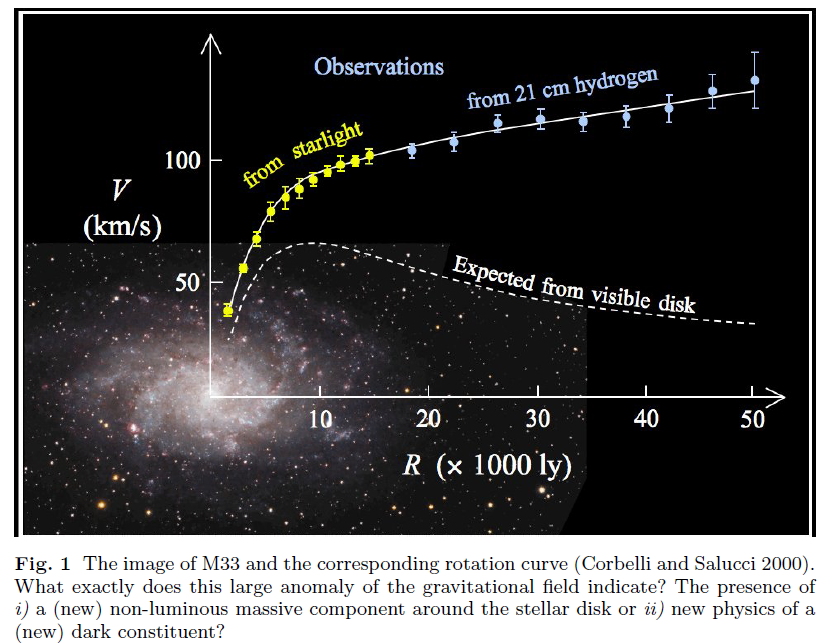 Observations
from 21 cm hydrogen
from starlight
100
V
(km/s)
50
Expected from visible disk
10
20
30
40
50
R (× 1000 ly)
Fig. 1 The image of M33 and the corresponding rotation curve (Corbelli and Salucci 2000).
What exactly does this large anomaly of the gravitational field indicate? The presence of
i) a (new) non-luminous massive component around the stellar disk or ii) new physics of a
(new) dark constituent?